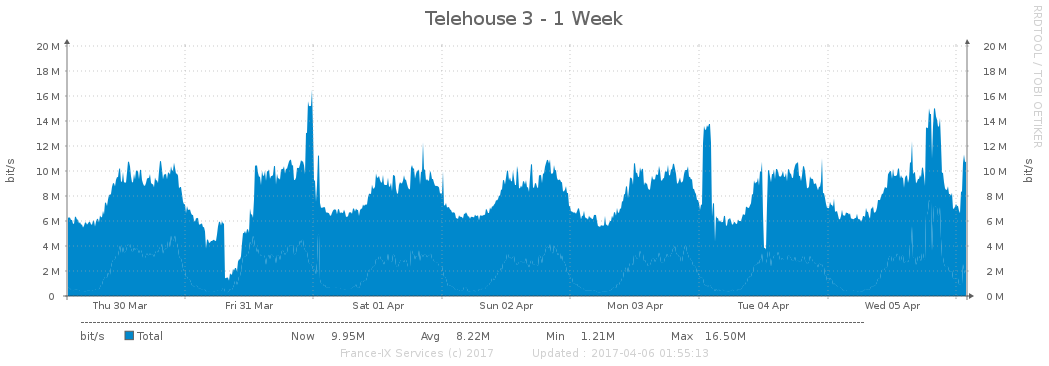 Telehouse 3 - 1 Week
RRDTOOL / TOBI OETIKER
20 M 20 M
18 M 18 M
16 M 16 M
14 M 14 M
12 M 12 M
10 M 10 M
8 M 8 M
6 M 6 M
4 M 4 M
2 M 2 M
0 0 M
bit/s bit/s
Thu 30 Mar Fri 31 Mar Sat 01 Apr Sun 02 Apr Mon 03 Apr Tue 04 Apr Wed 05 Apr
bit/s Total Now 9.95M Avg 8.22M Min 1.21M Max 16.50M
France-IX Services (c) 2017 Updated : 2017-04-06 01:55:13